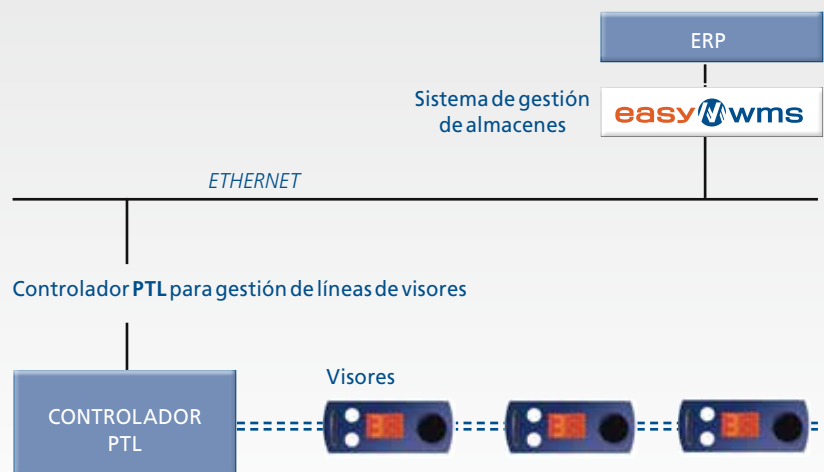 ERP
Sistema de gestión
de almacenes
easy wms
ETHERNET
Controlador PTL para gestión de líneas de visores
Visores
CONTROLADOR
PTL